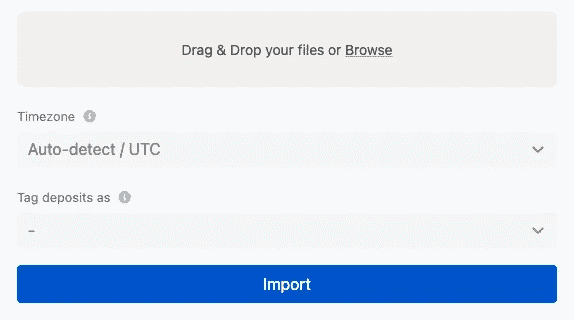 Drag & Drop your files or Browse
Timezone
Auto-detect / UTC
Tag deposits as
-
Import